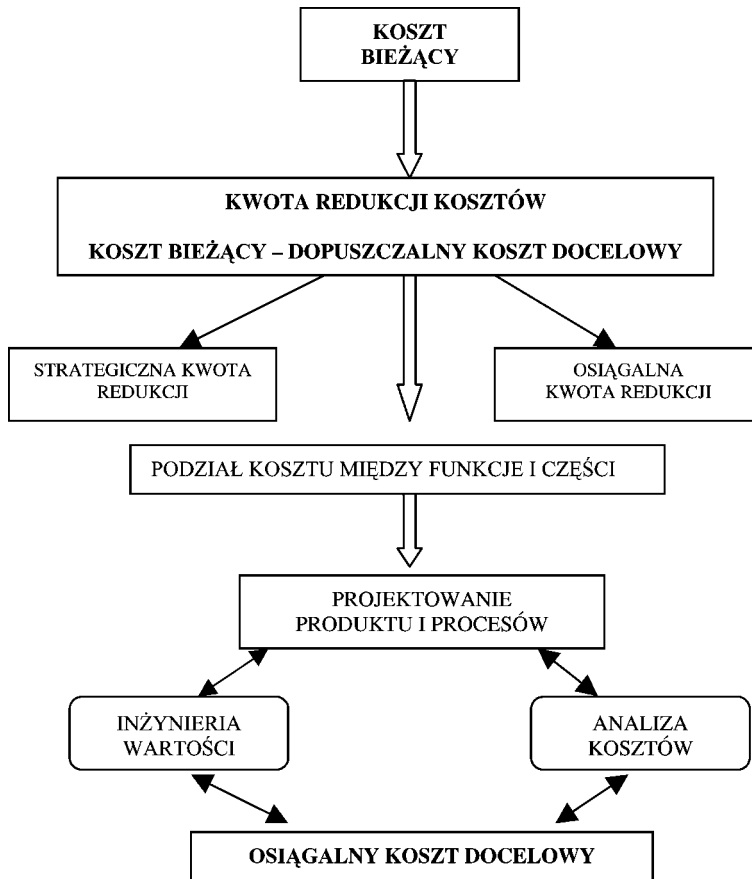 KOSZT
BIEŻĄCY
KWOTA REDUKCJI KOSZTÓW
KOSZT BIEŻĄCY – DOPUSZCZALNY KOSZT DOCELOWY
STRATEGICZNA KWOTA
REDUKCJI
OSIĄGALNA
KWOTA REDUKCJI
PODZIAŁ KOSZTU MIĘDZY FUNKCJE I CZĘŚCI
PROJEKTOWANIE
PRODUKTU I PROCESÓW
INŻYNIERIA
WARTOŚCI
ANALIZA
KOSZTÓW
OSIĄGALNY KOSZT DOCELOWY